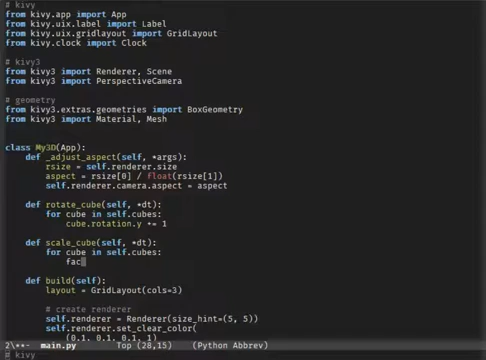 # kivy
from kivy.app import App
from kivy.uix.label import Label
from kivy.uix.gridlayout import GridLayout
from kivy.clock import Clock
# kivy3
from kivy3 import Renderer, Scene
from kivy3 import PerspectiveCamera
# geometry
from kivy3.extras.geometries import BoxGeometry
from kivy3 import Material, Mesh
class My3D(App):
def _adjust_aspect(self, *args):
rsize = self.renderer.size
aspect = rsize[0] / float(rsize[1])
self.renderer.camera.aspect = aspect
def rotate_cube(self, *dt):
for cube in self.cubes:
cube.rotation.y += 1
def scale_cube(self, *dt):
for cube in self.cubes:
fac
def build(self):
layout = GridLayout(cols=3)
# create renderer
self.renderer = Renderer(size_hint=(5, 5))
self.renderer.set_clear_color(
(0.1, 0.1, 0.1, 1)
2\**- main.py Top (28,15) (Python Abbrev)
# kivy